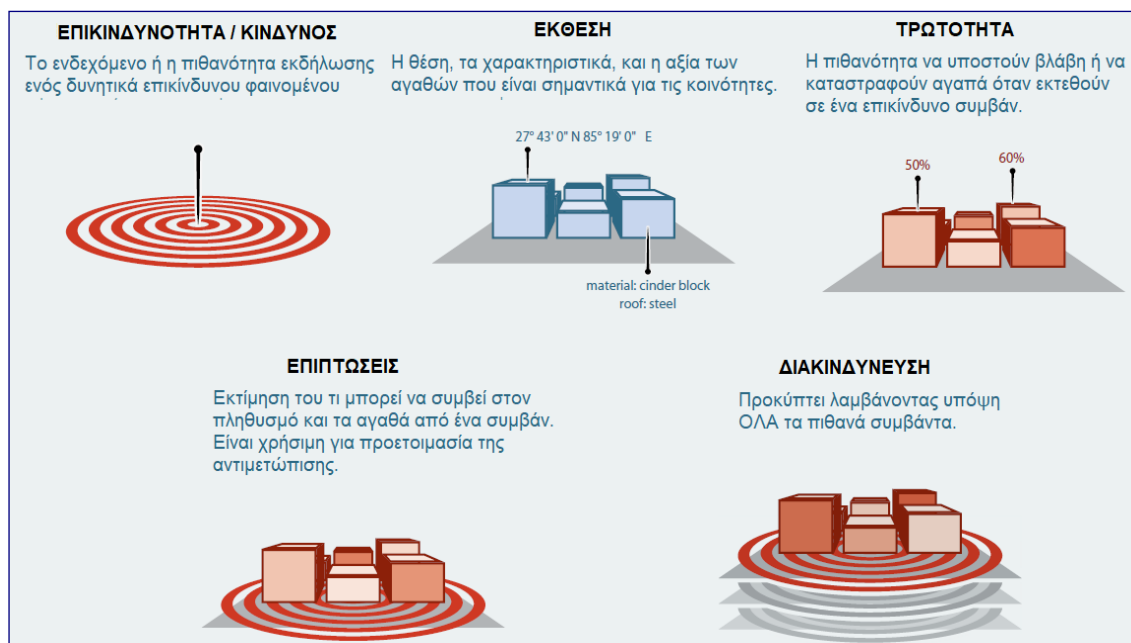 ΕΠΙΚΙΝΔΥΝΟΤΗΤΑ / ΚΙΝΔΥΝΟΣ
Το ενδεχόμενο ή η πιθανότητα εκδήλωσης
ενός δυνητικά επικίνδυνου φαινομένου
ΕΚΘΕΣΗ
Η θέση, τα χαρακτηριστικά, και η αξία των
αγαθών που είναι σημαντικά για τις κοινότητες.
27° 43' 0" N 85° 19' 0" E
material: cinder block
roof: steel
ΤΡΩΤΟΤΗΤΑ
Η πιθανότητα να υποστούν βλάβη ή να
καταστραφούν αγαπά όταν εκτεθούν
σε ένα επικίνδυνο συμβάν.
50%
60%
ΕΠΙΠΤΩΣΕΙΣ
Εκτίμηση του τι μπορεί να συμβεί στον
πληθυσμό και τα αγαθά από ένα συμβάν.
Είναι χρήσιμη για προετοιμασία της
αντιμετώπισης.
ΔΙΑΚΙΝΔΥΝΕΥΣΗ
Προκύπτει λαμβάνοντας υπόψη
ΟΛΑ τα πιθανά συμβάντα.